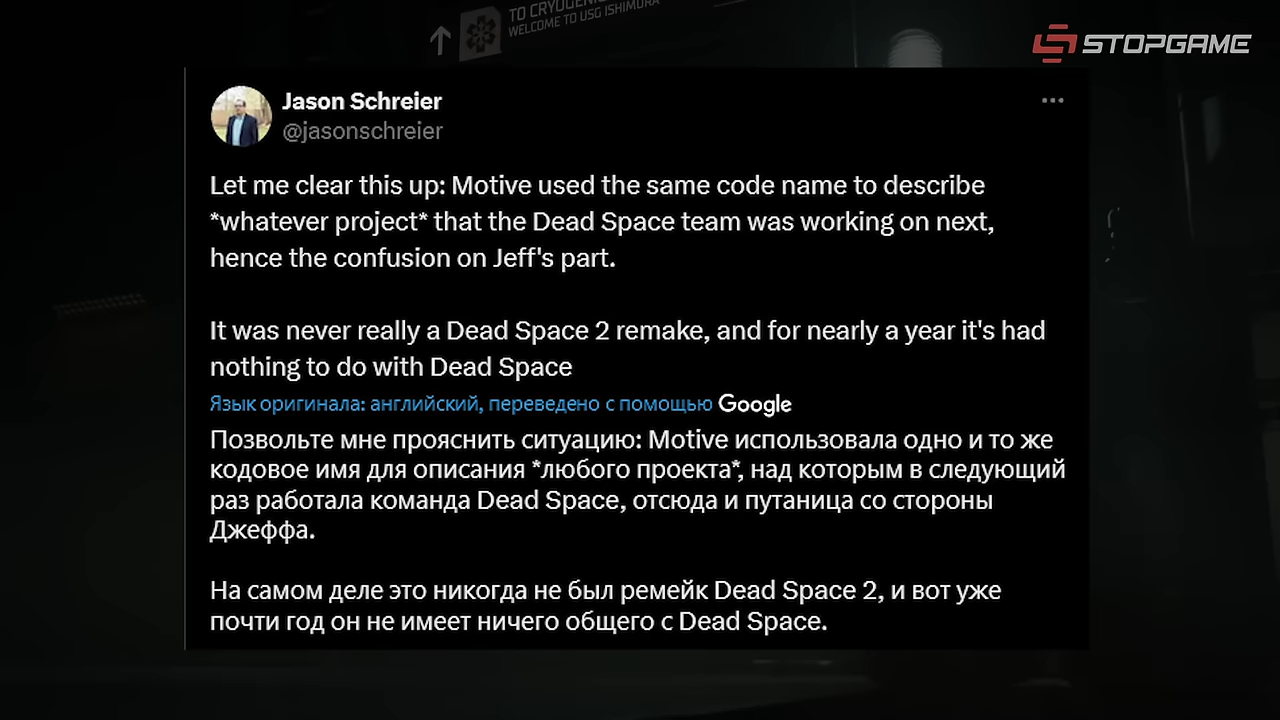 TO CRYOGENIC
WELCOME TO USG ISHIMURA
STOPGAME
Jason Schreier
@jasonschreier
Let me clear this up: Motive used the same code name to describe
*whatever project* that the Dead Space team was working on next,
hence the confusion on Jeff's part.
It was never really a Dead Space 2 remake, and for nearly a year it's had
nothing to do with Dead Space
Язык оригинала: английский, переведено с помощью Google
Позвольте мне прояснить ситуацию: Motive использовала одно и то же
кодовое имя для описания *любого проекта*, над которым в следующий
раз работала команда Dead Space, отсюда и путаница со стороны
Джеффа.
На самом деле это никогда не был ремейк Dead Space 2, и вот уже
почти год он не имеет ничего общего с Dead Space.